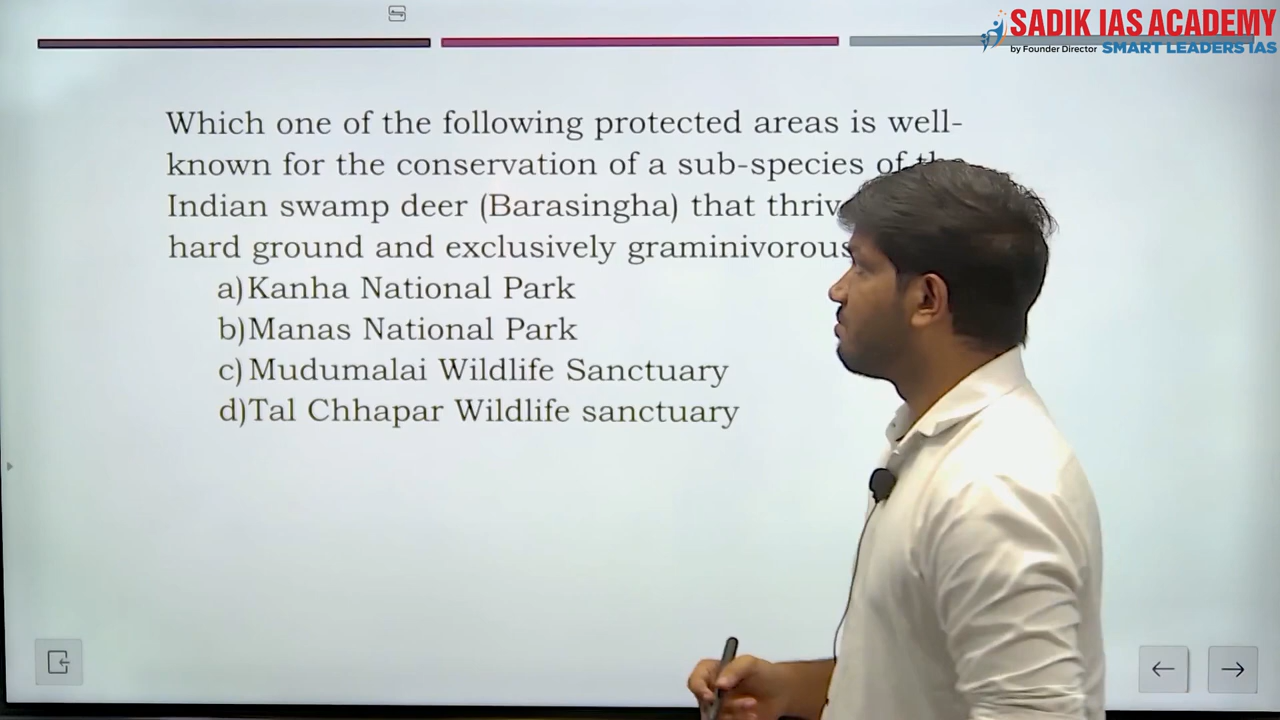 SADIK IAS ACADEMY
by Founder Director SMART LEADERS IAS
Which one of the following protected areas is well-
known for the conservation of a sub-species of the
Indian swamp deer (Barasingha) that
hard ground and exclusively graminivorous
a)Kanha National Park
b)Manas National Park
c) Mudumalai Wildlife Sanctuary
d)Tal Chhapar Wildlife sanctuary